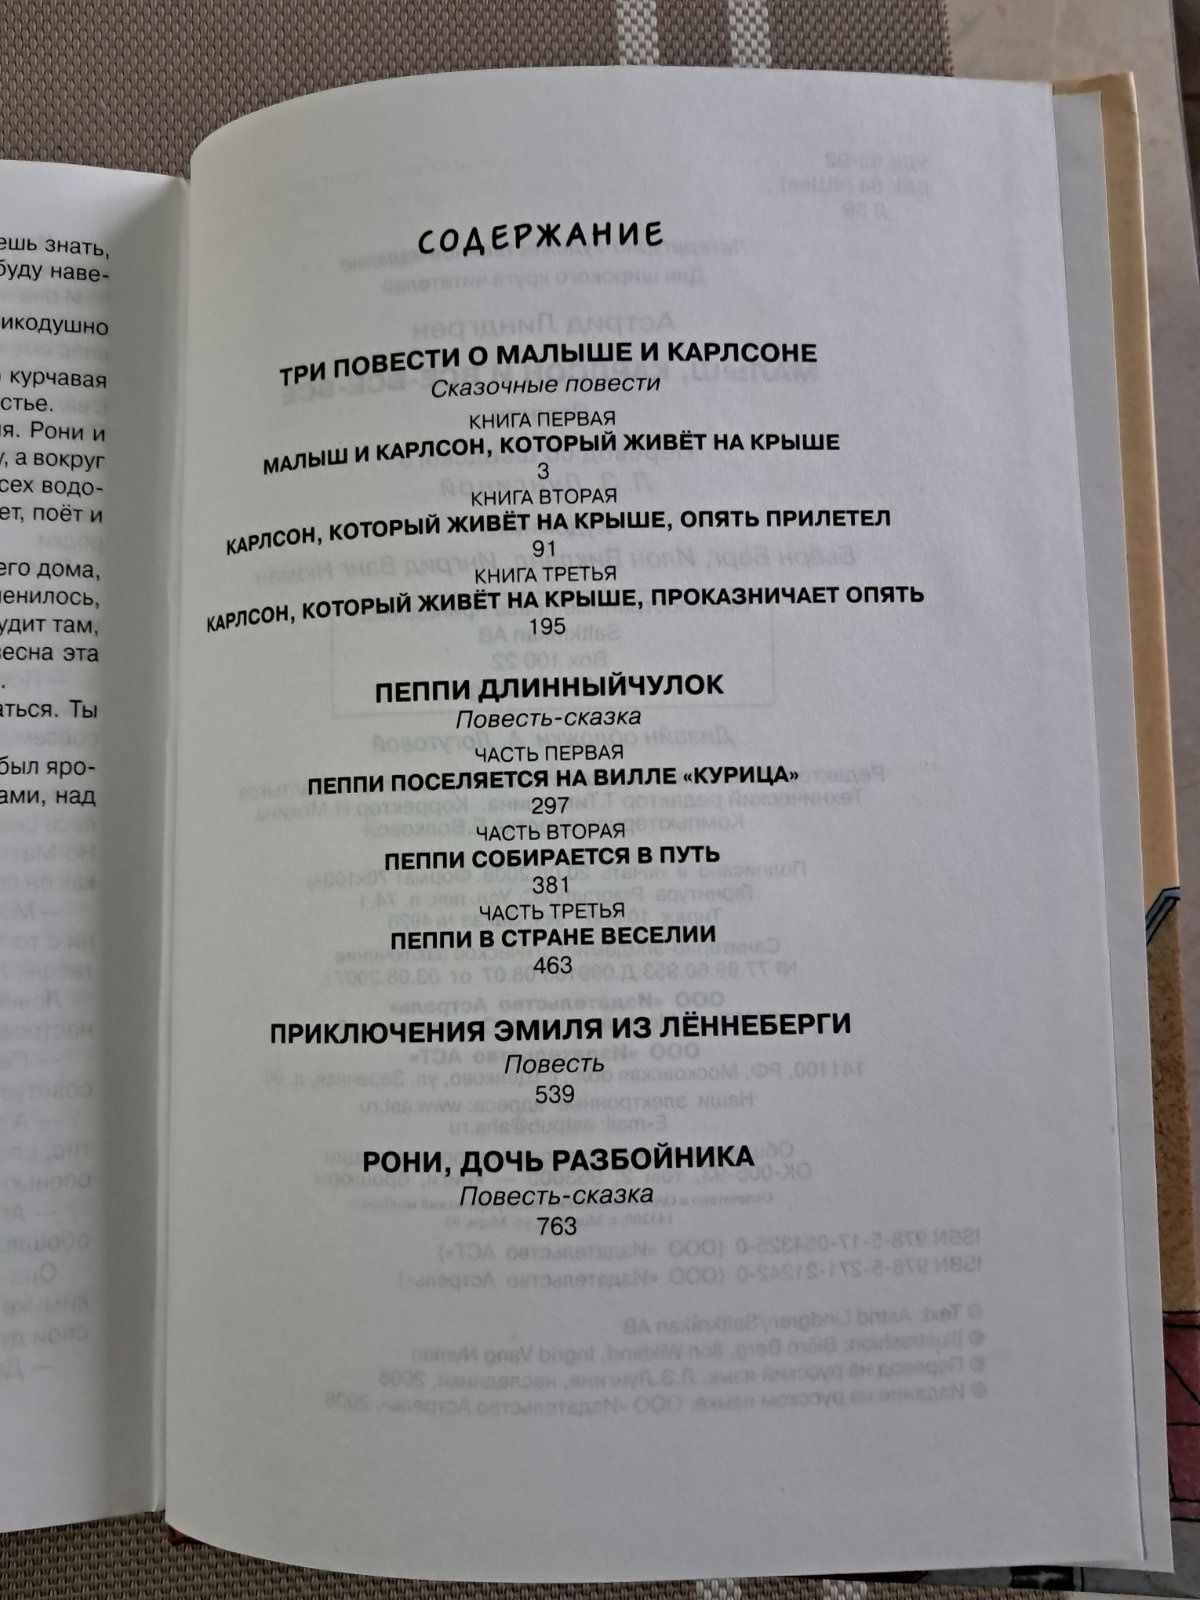 ешь знать,
буду наве-
икодушно
курчавая
стье.
я. Рони и
, а вокруг
сех водо-
ет, поёт и
его дома,
енилось,
удит там,
весна эта
.
аться. Ты
был яро-
ами, над
СОДЕРЖАНИЕ
ТРИ ПОВЕСТИ О МАЛЫШЕ И КАРЛСОНЕ
Сказочные повести
КНИГА ПЕРВАЯ
МАЛЫШ И КАРЛСОН, КОТОРЫЙ ЖИВЁТ НА КРЫШЕ
3
КНИГА ВТОРАЯ
КАРЛСОН, КОТОРЫЙ ЖИВЁТ НА КРЫШЕ, ОПЯТЬ ПРИЛЕТЕЛ
91
КНИГА ТРЕТЬЯ
КАРЛСОН, КОТОРЫЙ ЖИВЁТ НА КРЫШЕ, ПРОКАЗНИЧАЕТ ОПЯТЬ
195
ПЕППИ ДЛИННЫЙЧУЛОК
Повесть-сказка
ЧАСТЬ ПЕРВАЯ
ПЕППИ ПОСЕЛЯЕТСЯ НА ВИЛЛЕ «КУРИЦА»
297
ЧАСТЬ ВТОРАЯ
ПЕППИ СОБИРАЕТСЯ В ПУТЬ
381
ЧАСТЬ ТРЕТЬЯ
ПЕППИ В СТРАНЕ ВЕСЕЛИИ
463
ПРИКЛЮЧЕНИЯ ЭМИЛЯ ИЗ ЛЁННЕБЕРГИ
Повесть
539
РОНИ, ДОЧЬ РАЗБОЙНИКА
Повесть-сказка
763